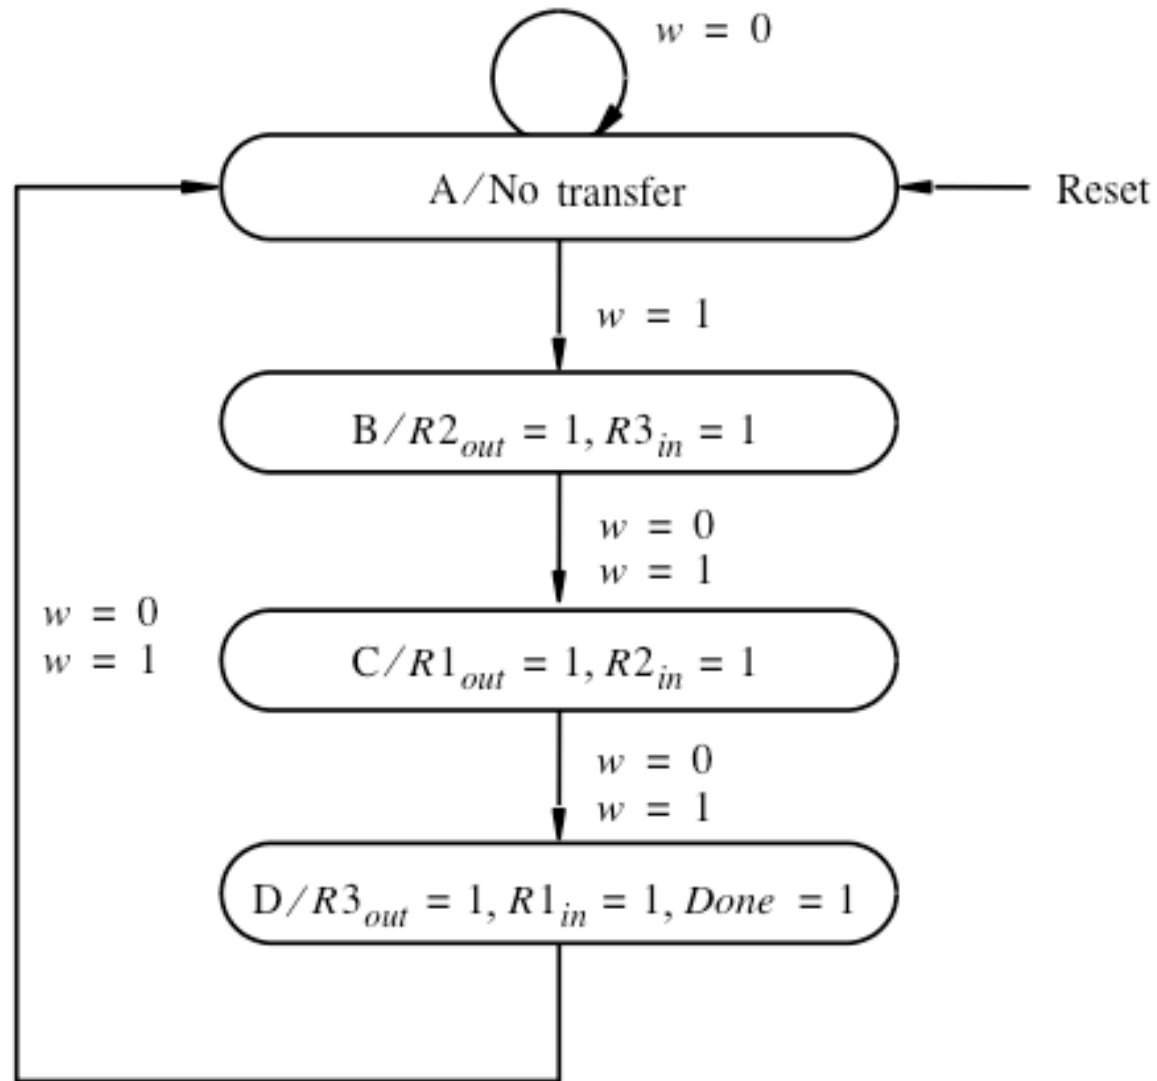 w = 0
A/No transfer
Reset
w = 1
B/R2out = 1, R3in = 1
w = 0
w = 1
w = 0
w = 1
C/R1out = 1, R2in = 1
w = 0
w = 1
D/R3out = 1, R1in = 1, Done = 1